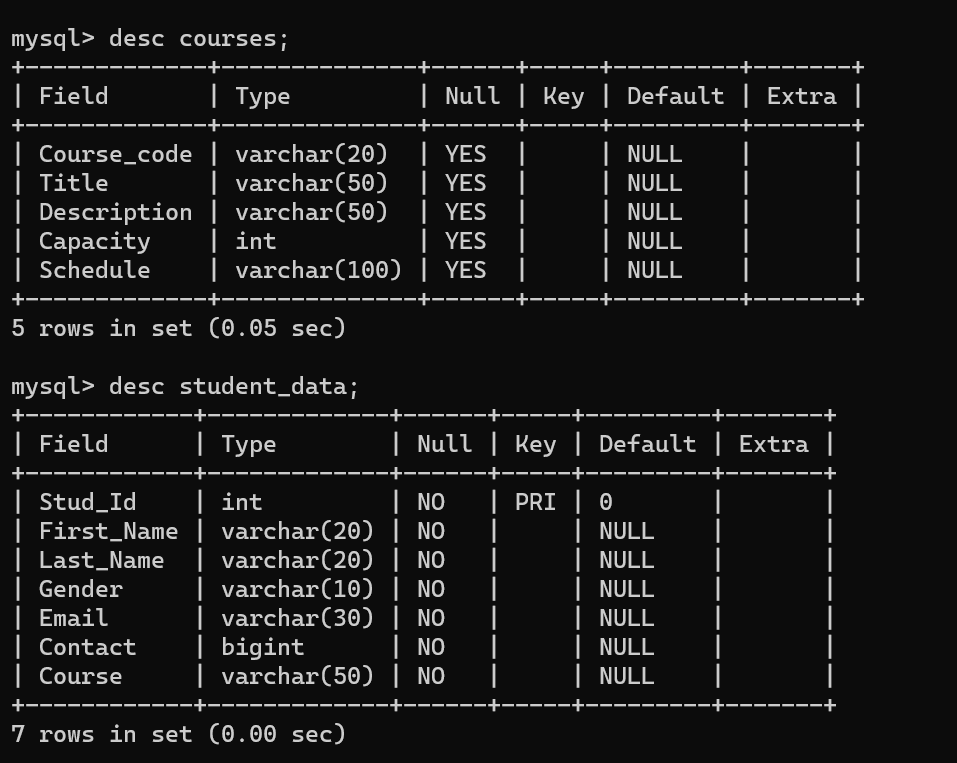 mysql> desc courses;
+-------------+--------------+------+-----+---------+-------+
| Field       | Type         | Null | Key | Default | Extra |
+-------------+--------------+------+-----+---------+-------+
| Course_code | varchar(20)  | YES  |     | NULL    |       |
| Title       | varchar(50)  | YES  |     | NULL    |       |
| Description | varchar(50)  | YES  |     | NULL    |       |
| Capacity    | int          | YES  |     | NULL    |       |
| Schedule    | varchar(100) | YES  |     | NULL    |       |
+-------------+--------------+------+-----+---------+-------+
5 rows in set (0.05 sec)

mysql> desc student_data;
+------------+-------------+------+-----+---------+-------+
| Field      | Type        | Null | Key | Default | Extra |
+------------+-------------+------+-----+---------+-------+
| Stud_Id    | int         | NO   | PRI | 0       |       |
| First_Name | varchar(20) | NO   |     | NULL    |       |
| Last_Name  | varchar(20) | NO   |     | NULL    |       |
| Gender     | varchar(10) | NO   |     | NULL    |       |
| Email      | varchar(30) | NO   |     | NULL    |       |
| Contact    | bigint      | NO   |     | NULL    |       |
| Course     | varchar(50) | NO   |     | NULL    |       |
+------------+-------------+------+-----+---------+-------+
7 rows in set (0.00 sec)